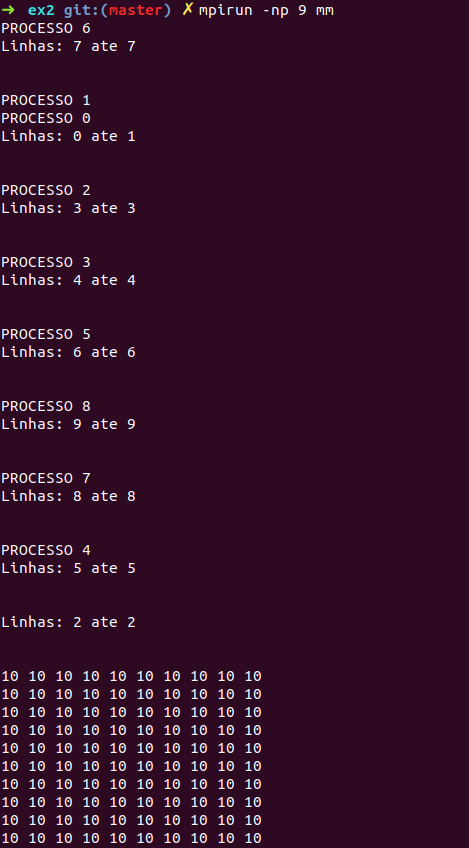 ➜ ex2 git:(master) ✗ mpirun -np 9 mm
PROCESSO 6
Linhas: 7 ate 7
PROCESSO 1
PROCESSO 0
Linhas: 0 ate 1
PROCESSO 2
Linhas: 3 ate 3
PROCESSO 3
Linhas: 4 ate 4
PROCESSO 5
Linhas: 6 ate 6
PROCESSO 8
Linhas: 9 ate 9
PROCESSO 7
Linhas: 8 ate 8
PROCESSO 4
Linhas: 5 ate 5
Linhas: 2 ate 2
10 10 10 10 10 10 10 10 10 10
10 10 10 10 10 10 10 10 10 10
10 10 10 10 10 10 10 10 10 10
10 10 10 10 10 10 10 10 10 10
10 10 10 10 10 10 10 10 10 10
10 10 10 10 10 10 10 10 10 10
10 10 10 10 10 10 10 10 10 10
10 10 10 10 10 10 10 10 10 10
10 10 10 10 10 10 10 10 10 10
10 10 10 10 10 10 10 10 10 10